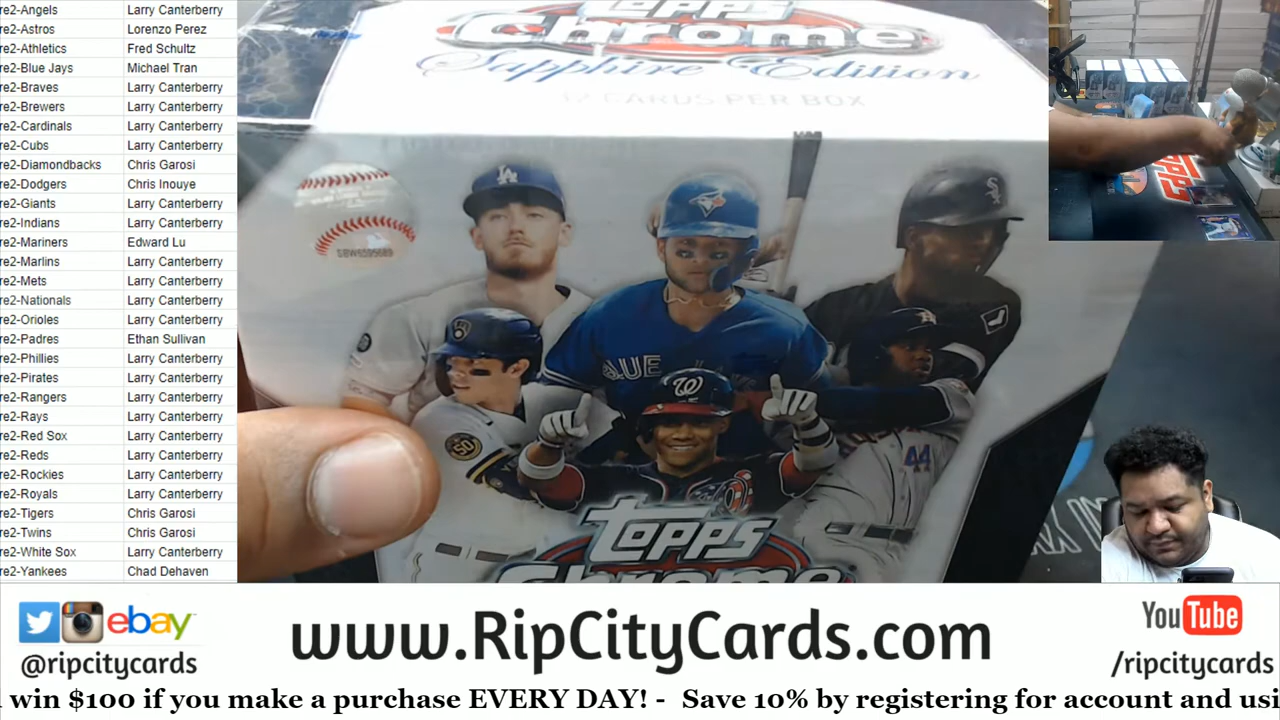 re2-Angels Larry Canterberry
re2-Astros Lorenzo Perez
re2-Athletics Fred Schultz
re2-Blue Jays Michael Tran
re2-Braves Larry Canterberry
re2-Brewers Larry Canterberry
re2-Cardinals Larry Canterberry
re2-Cubs Larry Canterberry
re2-Diamondbacks Chris Garosi
re2-Dodgers Chris Inouye
re2-Giants Larry Canterberry
re2-Indians Larry Canterberry
re2-Mariners Edward Lu
re2-Marlins Larry Canterberry
re2-Mets Larry Canterberry
re2-Nationals Larry Canterberry
re2-Orioles Larry Canterberry
re2-Padres Ethan Sullivan
re2-Phillies Larry Canterberry
re2-Pirates Larry Canterberry
re2-Rangers Larry Canterberry
re2-Rays Larry Canterberry
re2-Red Sox Larry Canterberry
re2-Reds Larry Canterberry
re2-Rockies Larry Canterberry
re2-Royals Larry Canterberry
re2-Tigers Chris Garosi
re2-Twins Chris Garosi
re2-White Sox Larry Canterberry
re2-Yankees Chad Dehaven
Topps
Chrome
Sapphire Edition
CARDS PER BOX
LA
BLUE
W
50
44
Topps
Chrome
TOPPS
ebay
@ripcitycards
www.RipCityCards.com
YouTube
/ripcitycards
win $100 if you make a purchase EVERY DAY! - Save 10% by registering for account and usi